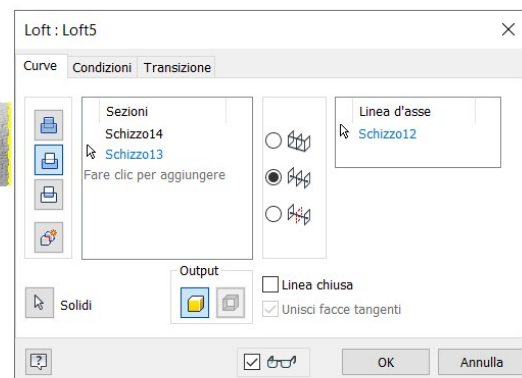 Loft : Loft5
Curve Condizioni Transizione
Sezioni
Schizzo14
Schizzo13
Fare clic per aggiungere
Linea d'asse
Schizzo12
Solidi
Output
Linea chiusa
Unisci facce tangenti
OK
Annulla